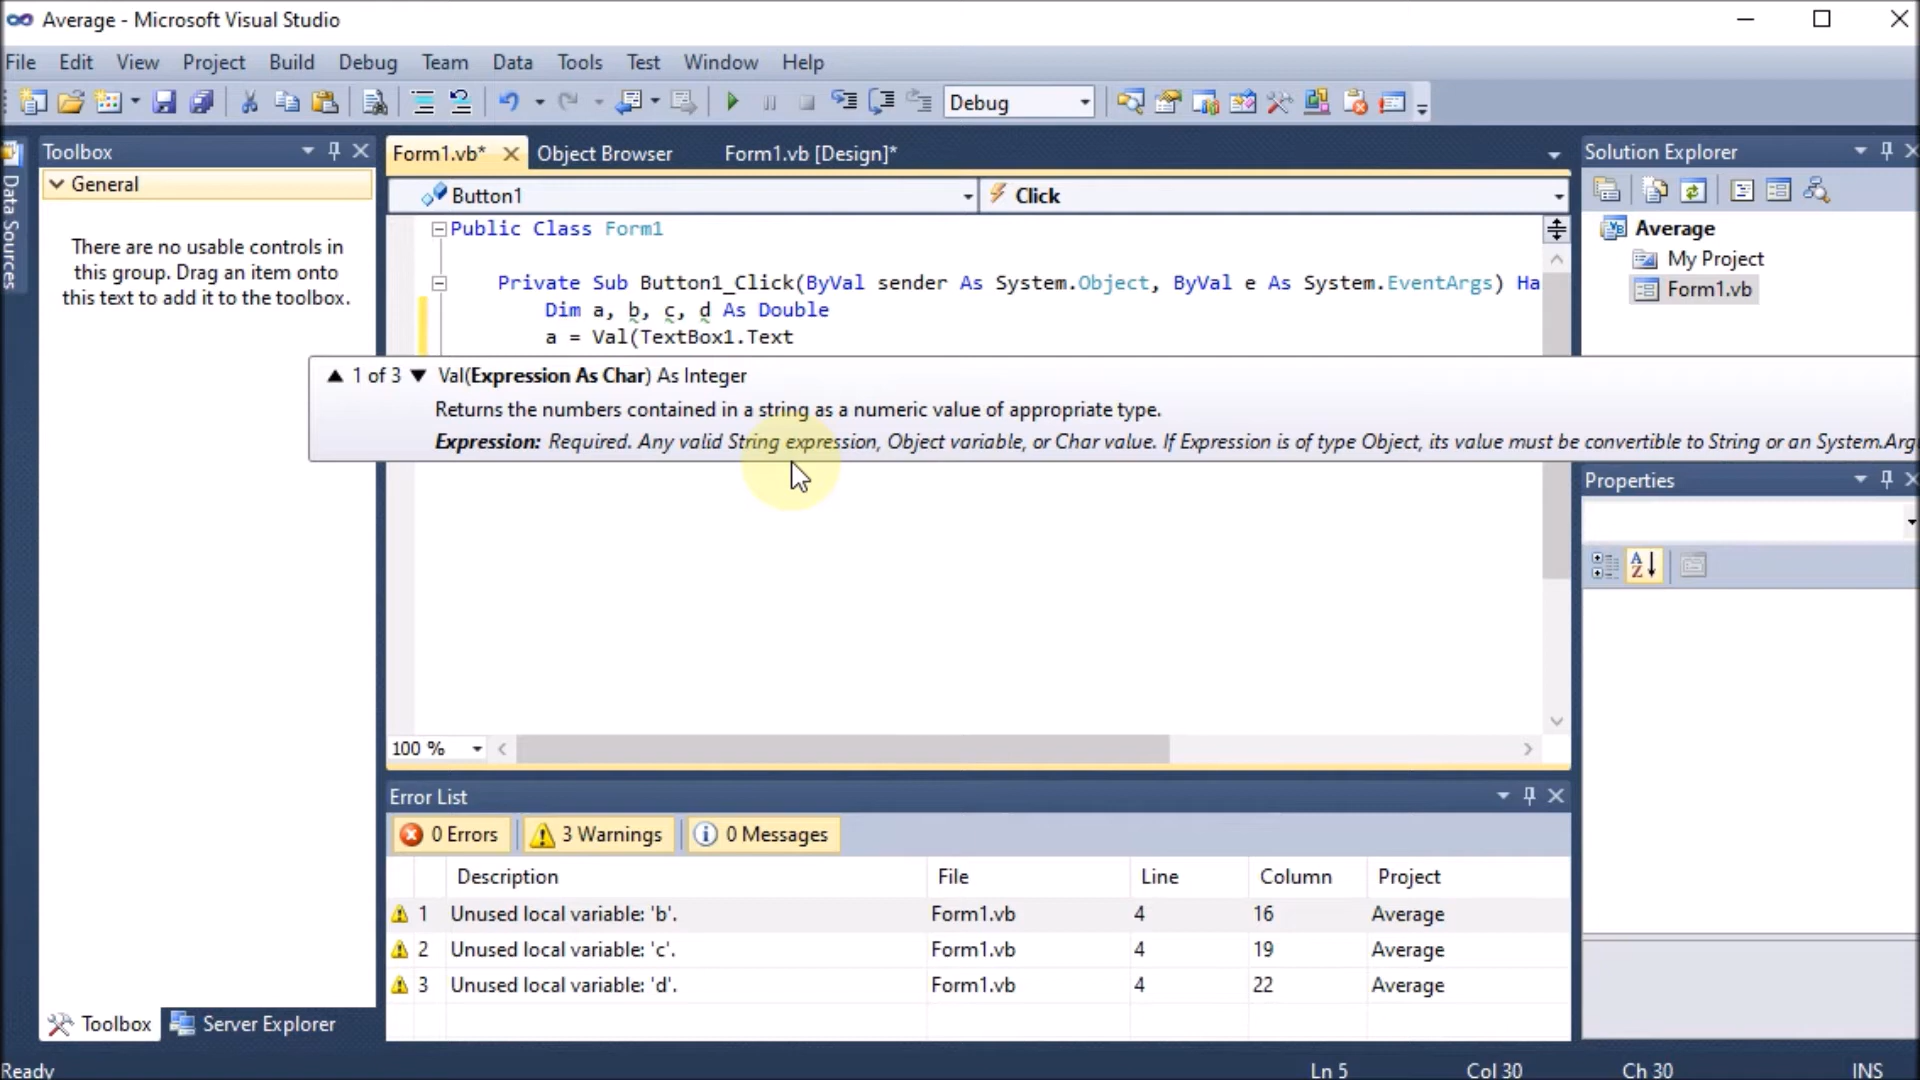 Average - Microsoft Visual Studio
File Edit View Project Build Debug Team Data Tools Test Window Help
Debug
Data Sources
Toolbox
General
There are no usable controls in
this group. Drag an item onto
this text to add it to the toolbox.
Toolbox Server Explorer
Form1.vb* Object Browser Form1.vb [Design]*
Button1 Click
Public Class Form1
Private Sub Button1_Click(ByVal sender As System.Object, ByVal e As System.EventArgs) Ha
Dim a, b, c, d As Double
a = Val(TextBox1.Text
1 of 3 Val(Expression As Char) As Integer
Returns the numbers contained in a string as a numeric value of appropriate type.
Expression: Required. Any valid String expression, Object variable, or Char value. If Expression is of type Object, its value must be convertible to String or an System.Arg
100 %
Error List
0 Errors 3 Warnings 0 Messages
Description File Line Column Project
1 Unused local variable: 'b'. Form1.vb 4 16 Average
2 Unused local variable: 'c'. Form1.vb 4 19 Average
3 Unused local variable: 'd'. Form1.vb 4 22 Average
Solution Explorer
Average
My Project
Form1.vb
Properties
Ready Ln 5 Col 30 Ch 30 INS